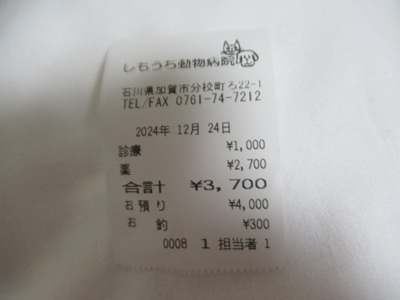 しもうち動物病院
石川県加賀市分校町ろ22-1
TEL/FAX 0761-74-7212
2024年 12月 24日
診療 ¥1,000
薬 ¥2,700
合計 ¥3,700
お預り ¥4,000
お 釣 ¥300
0008 1 担当者 1